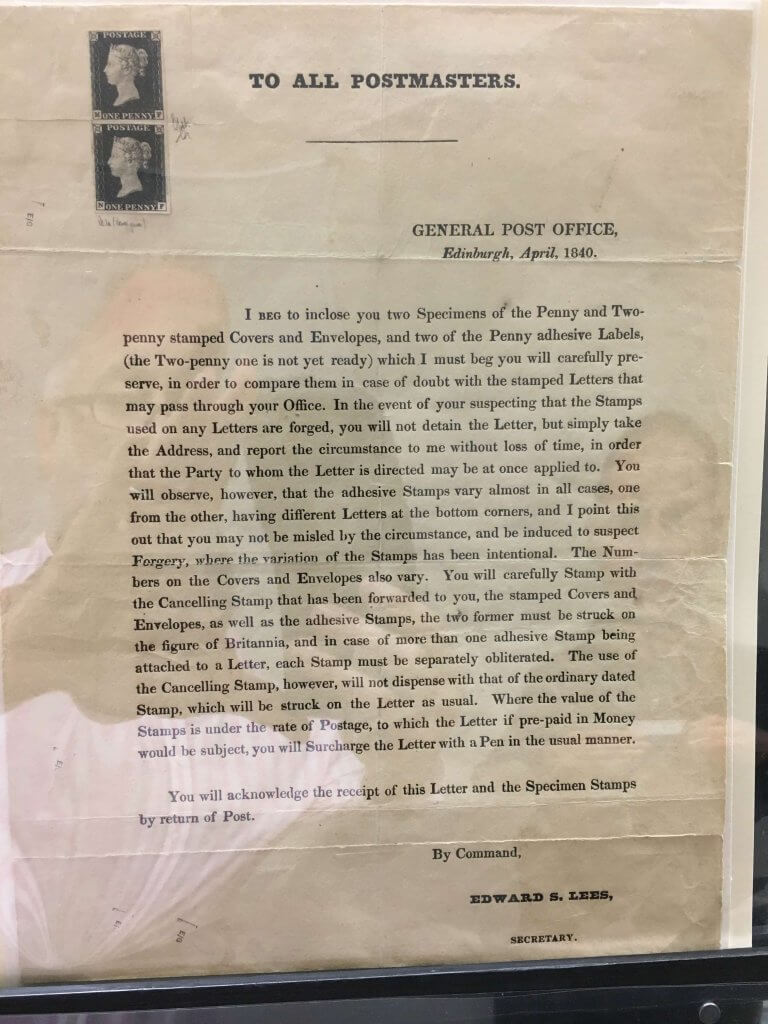 POSTAGE
M ONE PENNY F
POSTAGE
N ONE PENNY F
TO ALL POSTMASTERS.
GENERAL POST OFFICE,
Edinburgh, April, 1840.
I BEG to inclose you two Specimens of the Penny and Two-
penny stamped Covers and Envelopes, and two of the Penny adhesive Labels,
(the Two-penny one is not yet ready) which I must beg you will carefully pre-
serve, in order to compare them in case of doubt with the stamped Letters that
may pass through your Office. In the event of your suspecting that the Stamps
used on any Letters are forged, you will not detain the Letter, but simply take
the Address, and report the circumstance to me without loss of time, in order
that the Party to whom the Letter is directed may be at once applied to. You
will observe, however, that the adhesive Stamps vary almost in all cases, one
from the other, having different Letters at the bottom corners, and I point this
out that you may not be misled by the circumstance, and be induced to suspect
Forgery, where the variation of the Stamps has been intentional. The Num-
bers on the Covers and Envelopes also vary. You will carefully Stamp with
the Cancelling Stamp that has been forwarded to you, the stamped Covers and
Envelopes, as well as the adhesive Stamps, the two former must be struck on
the figure of Britannia, and in case of more than one adhesive Stamp being
attached to a Letter, each Stamp must be separately obliterated. The use of
the Cancelling Stamp, however, will not dispense with that of the ordinary dated
Stamp, which will be struck on the Letter as usual. Where the value of the
Stamps is under the rate of Postage, to which the Letter if pre-paid in Money
would be subject, you will Surcharge the Letter with a Pen in the usual manner.
You will acknowledge the receipt of this Letter and the Specimen Stamps
by return of Post.
By Command,
EDWARD S. LEES,
SECRETARY.